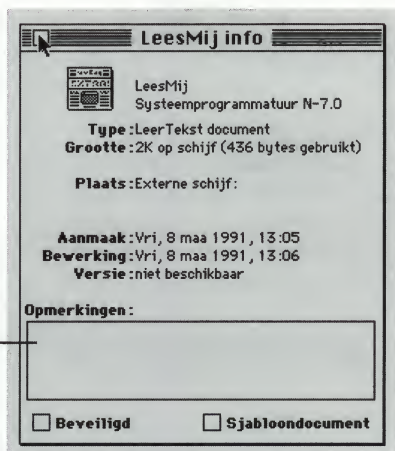 LeesMij info
EXTRA!
LeesMij
Systeemprogrammatuur N-7.0
Type:LeerTekst document
Grootte:2K op schijf (436 bytes gebruikt)
Plaats:Externe schijf:
Aanmaak:Vri, 8 maa 1991, 13:05
Bewerking:Vri, 8 maa 1991, 13:06
Versie:niet beschikbaar
Opmerkingen:
Beveiligd
Sjabloondocument